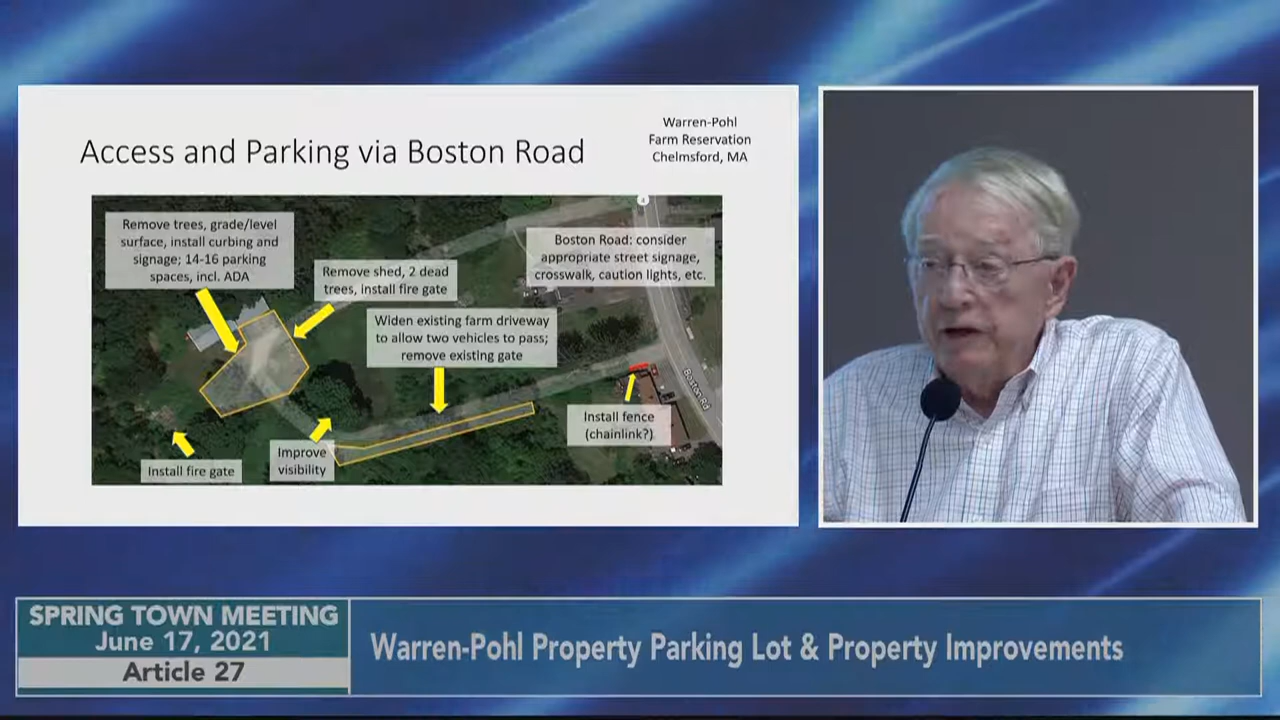 Warren-Pohl
Farm Reservation
Chelmsford, MA
Access and Parking via Boston Road
Remove trees, grade/level
surface, install curbing and
signage; 14-16 parking
spaces, incl. ADA
Remove shed, 2 dead
trees, install fire gate
4
Boston Road: consider
appropriate street signage,
crosswalk, caution lights, etc.
Widen existing farm driveway
to allow two vehicles to pass;
remove existing gate
Boston Rd
Install fence
(chainlink?)
Improve
visibility
Install fire gate
SPRING TOWN MEETING
June 17, 2021
Article 27
Warren-Pohl Property Parking Lot & Property Improvements